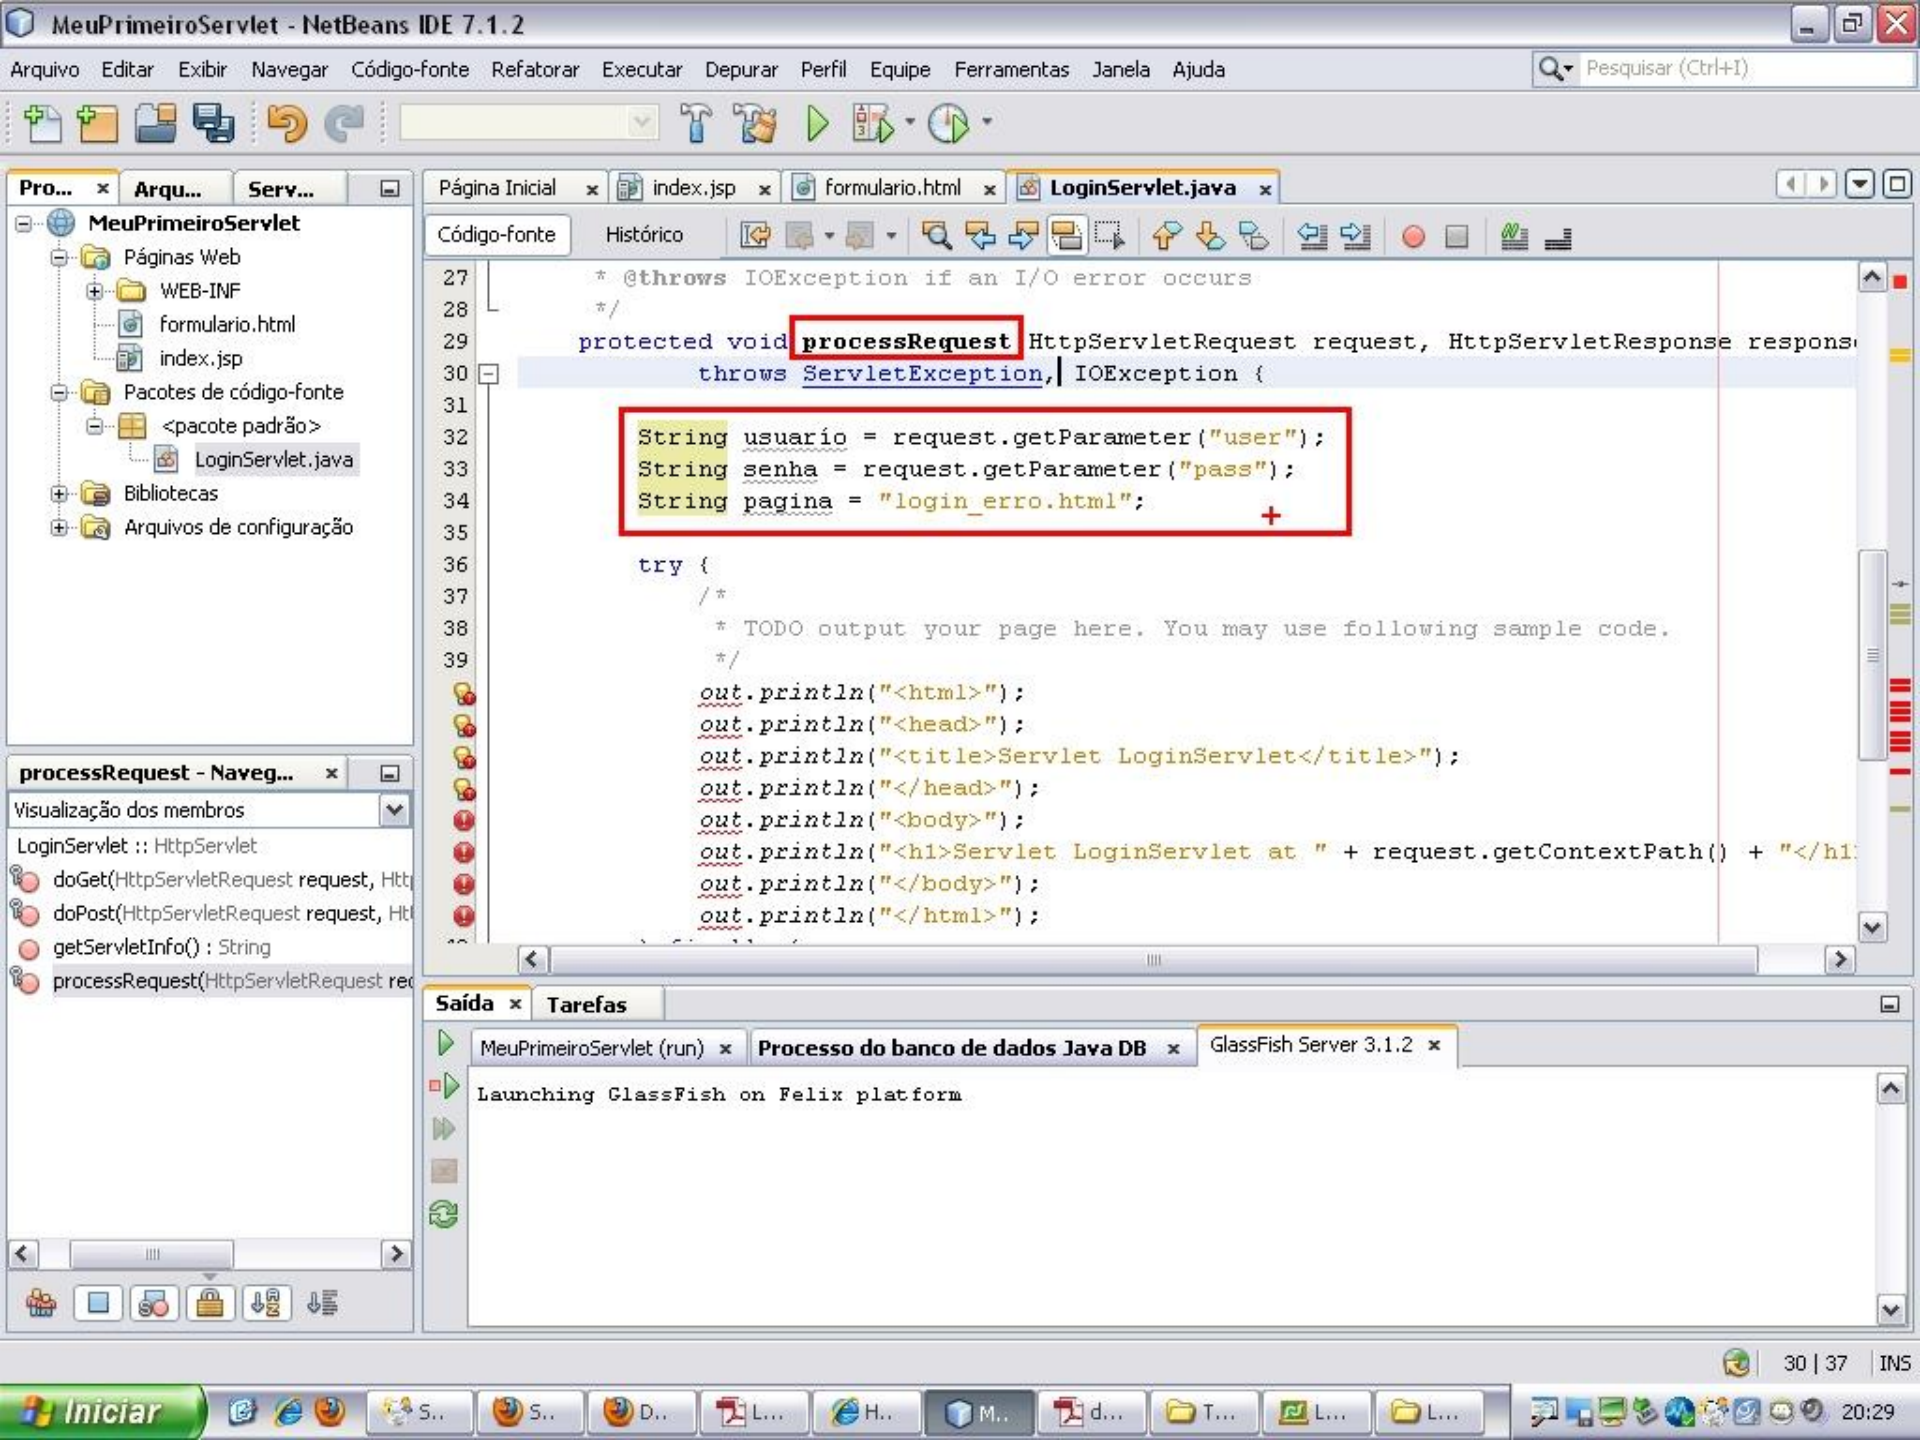 MeuPrimeiroServlet - NetBeans IDE 7.1.2
Arquivo Editar Exibir Navegar Código-fonte Refatorar Executar Depurar Perfil Equipe Ferramentas Janela Ajuda
Pesquisar (Ctrl+I)
Pro... Arqu... Serv...
MeuPrimeiroServlet
Páginas Web
WEB-INF
formulario.html
index.jsp
Pacotes de código-fonte
<pacote padrão>
LoginServlet.java
Bibliotecas
Arquivos de configuração
Página Inicial index.jsp formulario.html LoginServlet.java
Código-fonte Histórico
27 * @throws IOException if an I/O error occurs
28 */
29 protected void processRequest HttpServletRequest request, HttpServletResponse respons
30 throws ServletException, IOException {
31
32 String usuario = request.getParameter("user");
33 String senha = request.getParameter("pass");
34 String pagina = "login_erro.html";
35
36 try {
37 /*
38 * TODO output your page here. You may use following sample code.
39 */
out.println("<html>");
out.println("<head>");
out.println("<title>Servlet LoginServlet</title>");
out.println("</head>");
out.println("<body>");
out.println("<h1>Servlet LoginServlet at " + request.getContextPath() + "</h1
out.println("</body>");
out.println("</html>");
processRequest - Naveg...
Visualização dos membros
LoginServlet :: HttpServlet
doGet(HttpServletRequest request, Htt
doPost(HttpServletRequest request, Ht
getServletInfo() : String
processRequest(HttpServletRequest re
Saída Tarefas
MeuPrimeiroServlet (run) Processo do banco de dados Java DB GlassFish Server 3.1.2
Launching GlassFish on Felix platform
30 | 37 INS
Iniciar S.. S.. D.. L... H.. M.. d... T... L... L... 20:29